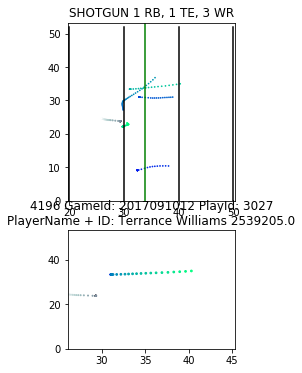 SHOTGUN 1 RB, 1 TE, 3 WR
50
40
30
20
10
0
20 30 40 50
4196 GameId: 2017091012 PlayId: 3027
PlayerName + ID: Terrance Williams 2539205.0
40
20
0
30 35 40 45